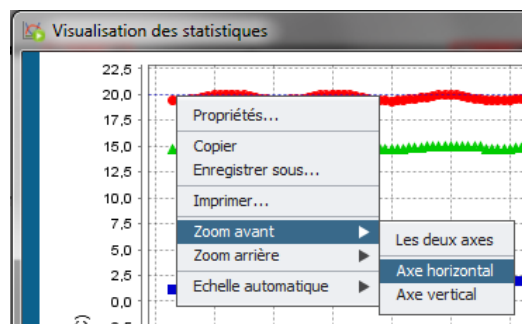 Visualisation des statistiques
22,5
20,0
17,5
15,0
12,5
10,0
7,5
5,0
2,5
0,0
Propriétés...
Copier
Enregistrer sous...
Imprimer...
Zoom avant
Zoom arrière
Echelle automatique
Les deux axes
Axe horizontal
Axe vertical